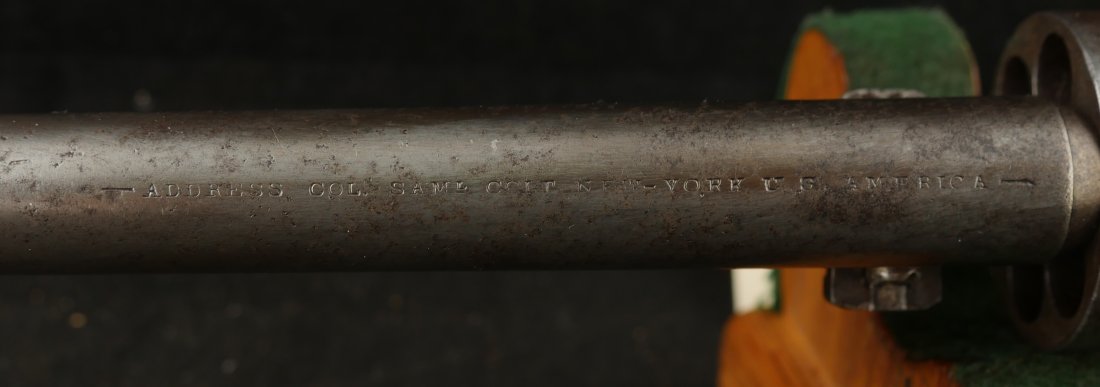 — ADDRESS COL. SAML COLT NEW-YORK U.S. AMERICA —